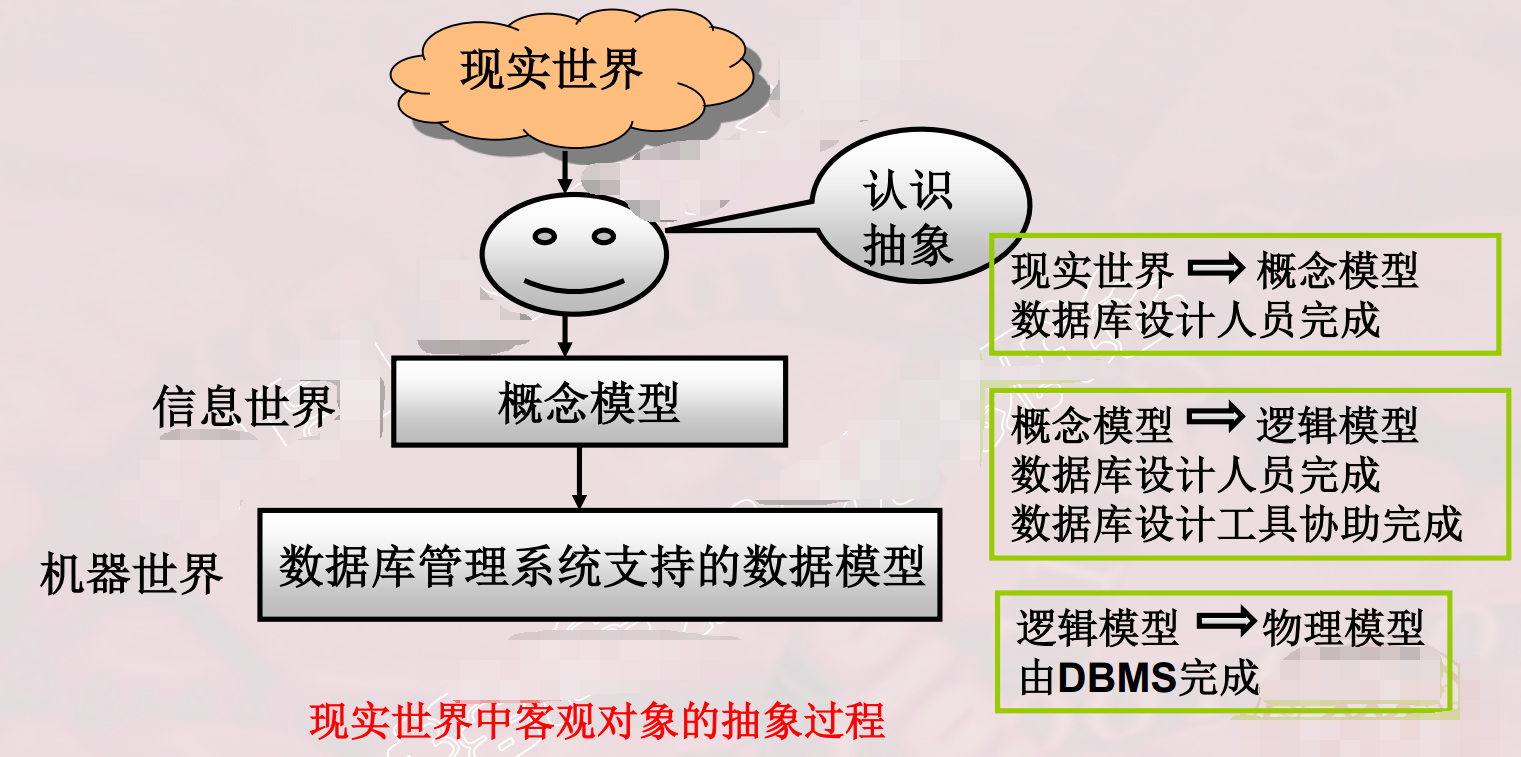 现实世界
认识
抽象
现实世界 ⇨ 概念模型
数据库设计人员完成
信息世界
概念模型
概念模型 ⇨ 逻辑模型
数据库设计人员完成
数据库设计工具协助完成
机器世界
数据库管理系统支持的数据模型
逻辑模型 ⇨ 物理模型
由DBMS完成
现实世界中客观对象的抽象过程